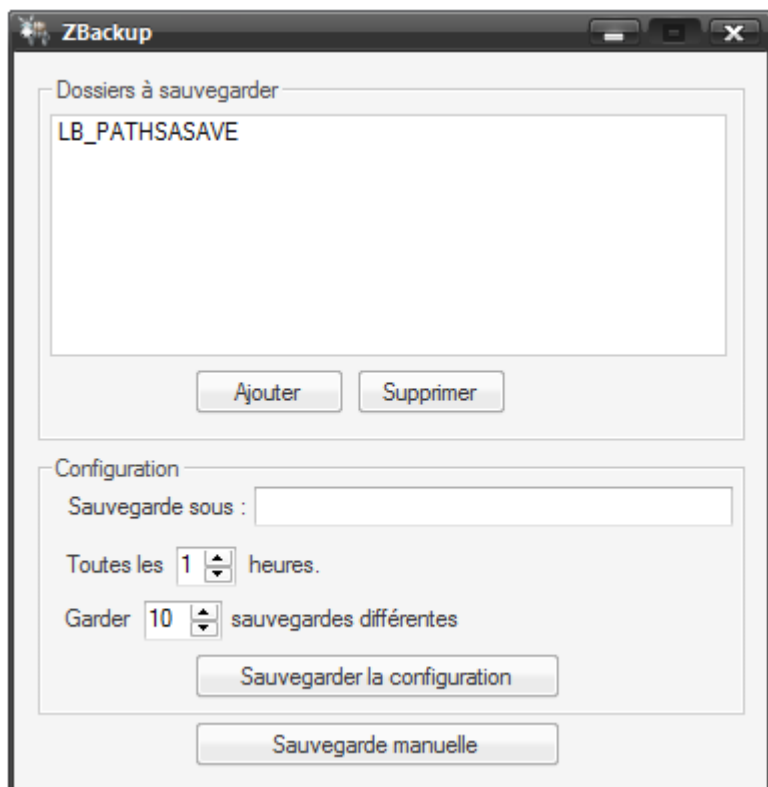 ZBackup
Dossiers à sauvegarder
LB_PATHSASAVE
Ajouter Supprimer
Configuration
Sauvegarde sous :
Toutes les 1 heures.
Garder 10 sauvegardes différentes
Sauvegarder la configuration
Sauvegarde manuelle